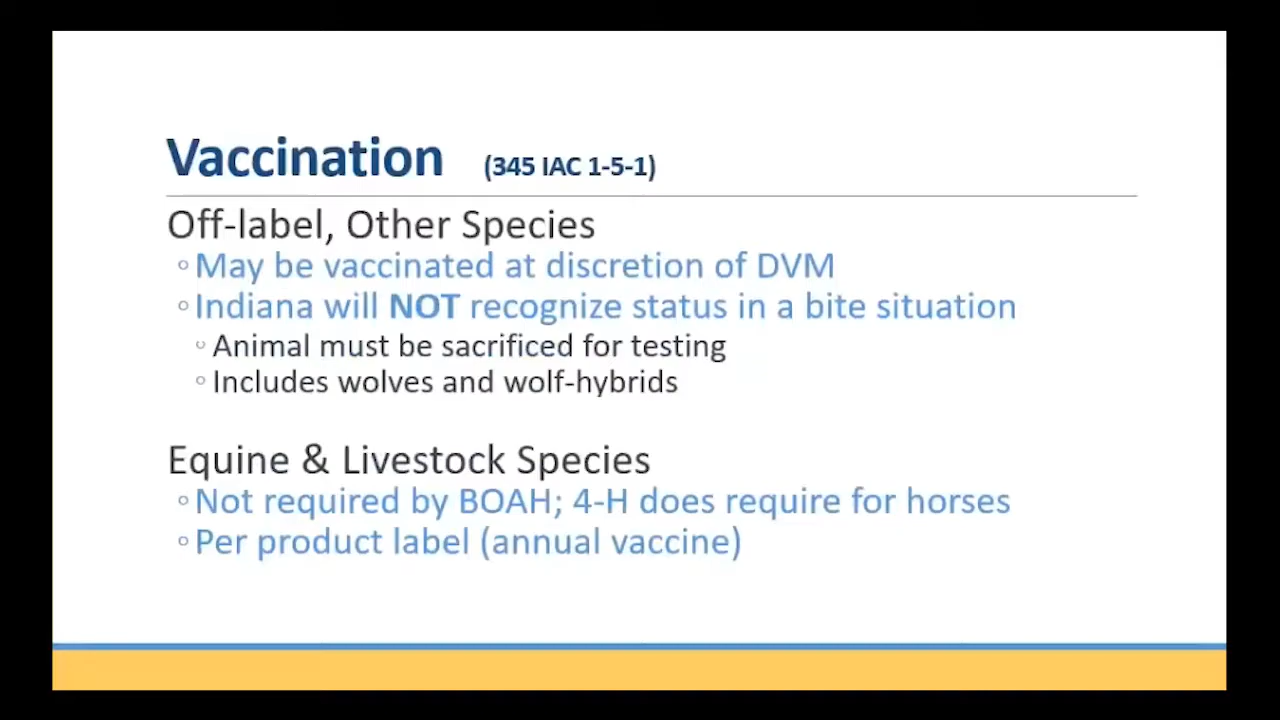 Vaccination (345 IAC 1-5-1)
Off-label, Other Species
◦ May be vaccinated at discretion of DVM
◦ Indiana will NOT recognize status in a bite situation
◦ Animal must be sacrificed for testing
◦ Includes wolves and wolf-hybrids
Equine & Livestock Species
◦ Not required by BOAH; 4-H does require for horses
◦ Per product label (annual vaccine)